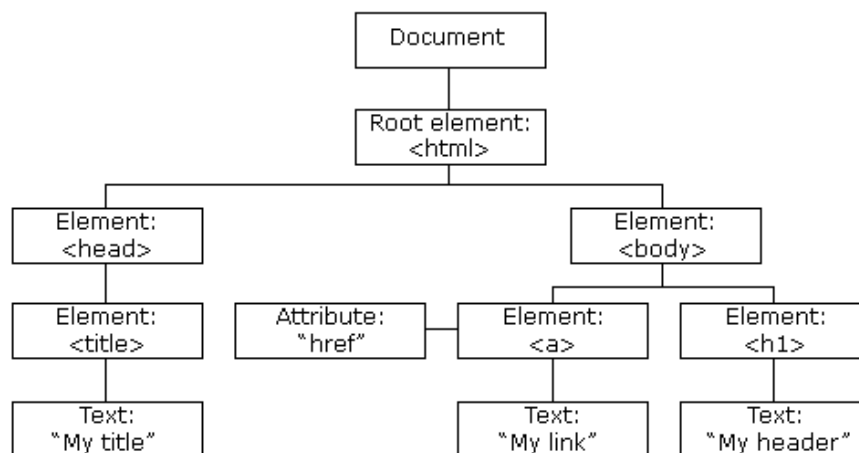 Document
Root element:
<html>
Element:
<head>
Element:
<body>
Element:
<title>
Attribute:
“href”
Element:
<a>
Element:
<h1>
Text:
“My title”
Text:
“My link”
Text:
“My header”